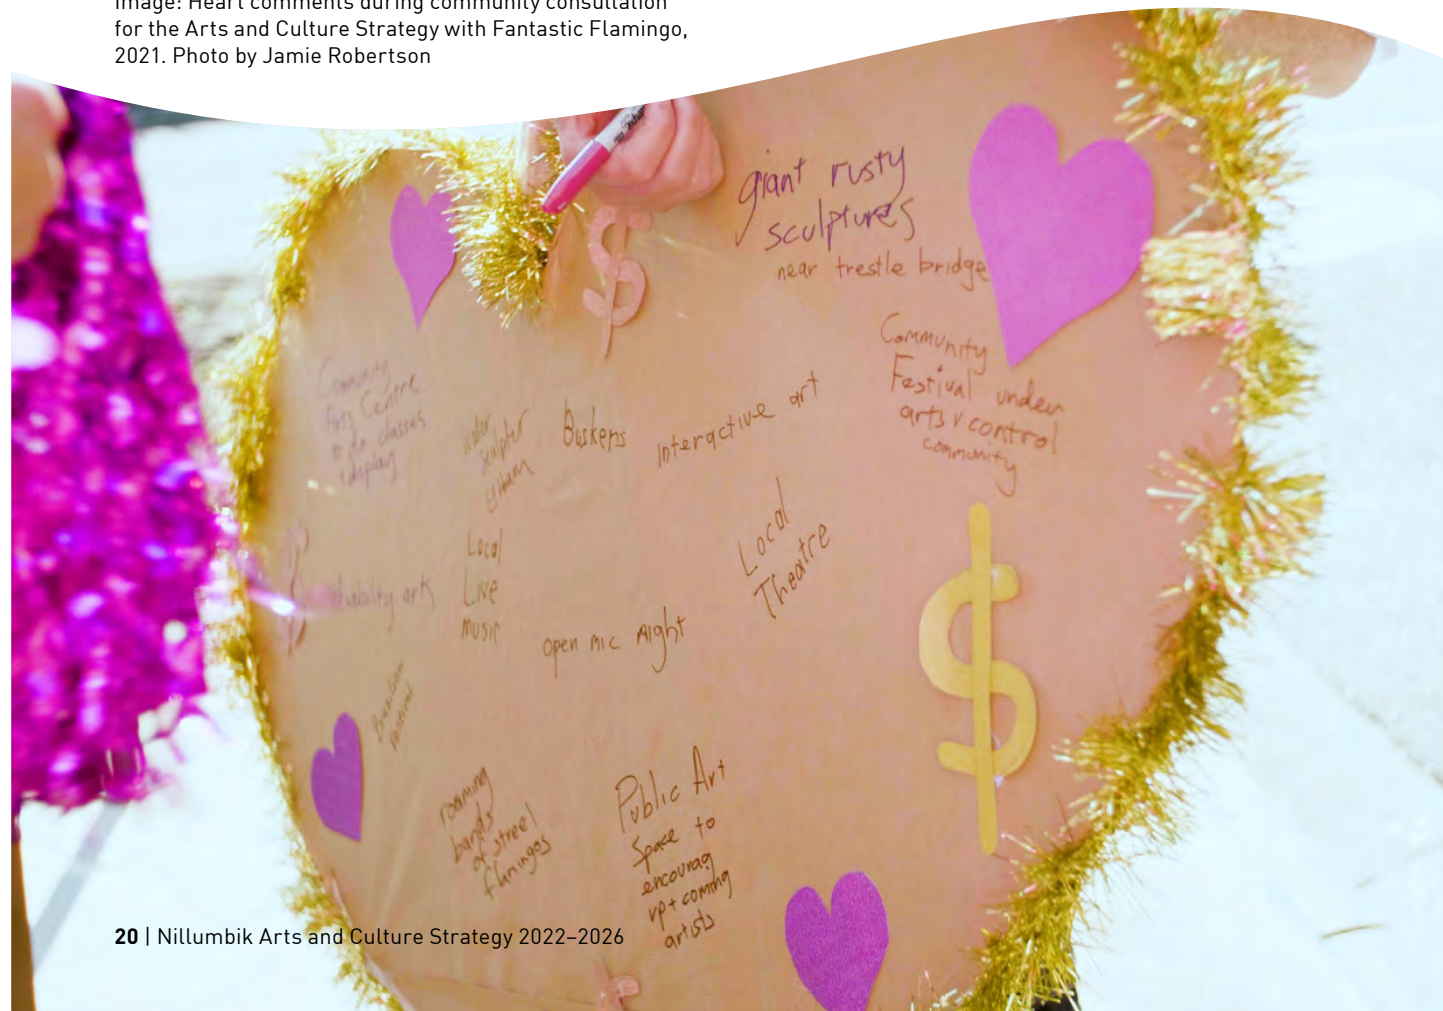 Image: Heart comments during community consultation
for the Arts and Culture Strategy with Fantastic Flamingo,
2021. Photo by Jamie Robertson
giant rusty
sculptures
near trestle bridge
Community
Festival under
arts r control
community
Community
Arts Centre
to do classes
+ display
Eltham
Buskers
Interactive art
Local
Theatre
Local
Live
music
arts
open mic night
festival
roaming
bands
of street
flamingos
Public Art
Space to
encourag
up + coming
artists
20 | Nillumbik Arts and Culture Strategy 2022–2026